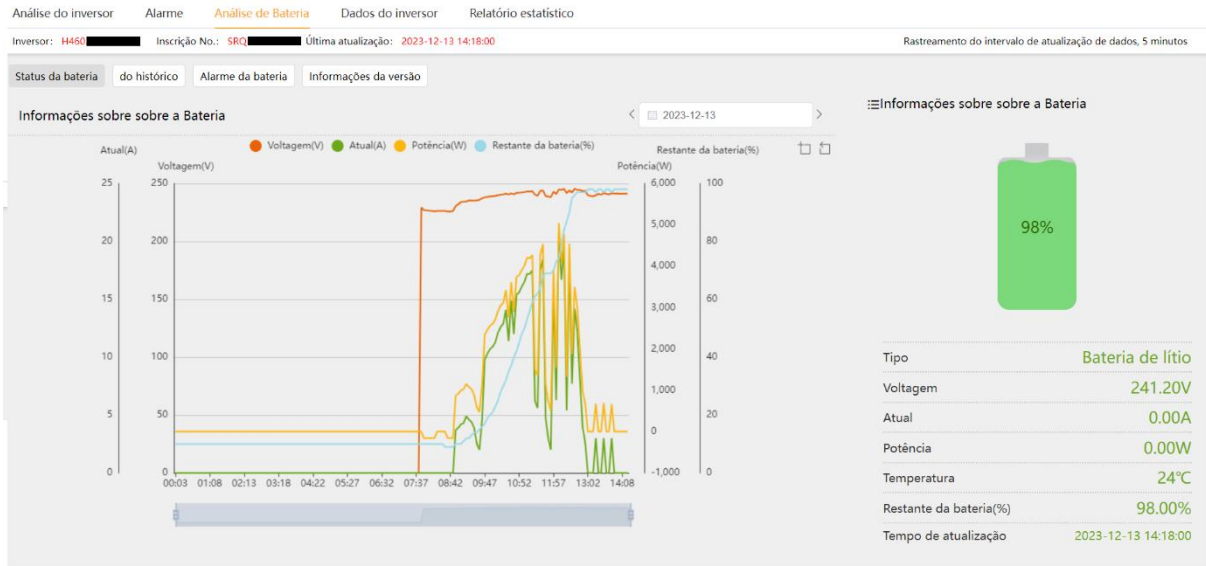 Análise do inversor Alarme Análise de Bateria Dados do inversor Relatório estatístico
Inversor: H460 Inscrição No.: SRQ Última atualização: 2023-12-13 14:18:00 Rastreamento do intervalo de atualização de dados, 5 minutos
Status da bateria do histórico Alarme da bateria Informações da versão
Informações sobre sobre a Bateria
2023-12-13
Voltagem(V) Atual(A) Potência(W) Restante da bateria(%)
Atual(A) Restante da bateria(%)
Voltagem(V) Potência(W)
25 250 6,000 100
5,000
20 200 80
4,000
15 150 60
3,000
2,000
10 100 40
1,000
5 50 20
0
0 0 -1,000 0
00:03 01:08 02:13 03:18 04:22 05:27 06:32 07:37 08:42 09:47 10:52 11:57 13:02 14:08
Informações sobre sobre a Bateria
98%
Tipo Bateria de lítio
Voltagem 241.20V
Atual 0.00A
Potência 0.00W
Temperatura 24℃
Restante da bateria(%) 98.00%
Tempo de atualização 2023-12-13 14:18:00